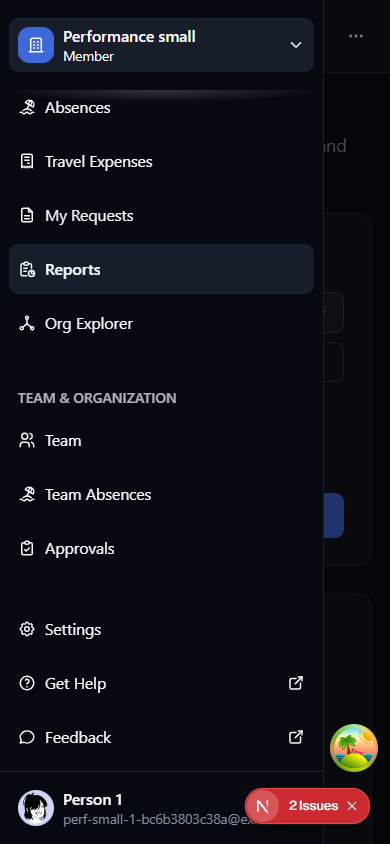 Performance small
Member
Absences
and
Travel Expenses
My Requests
Reports
Org Explorer
TEAM & ORGANIZATION
Team
Team Absences
Approvals
Settings
Get Help
Feedback
Person 1
perf-small-1-bc6b3803c38a@ex
N 2 Issues